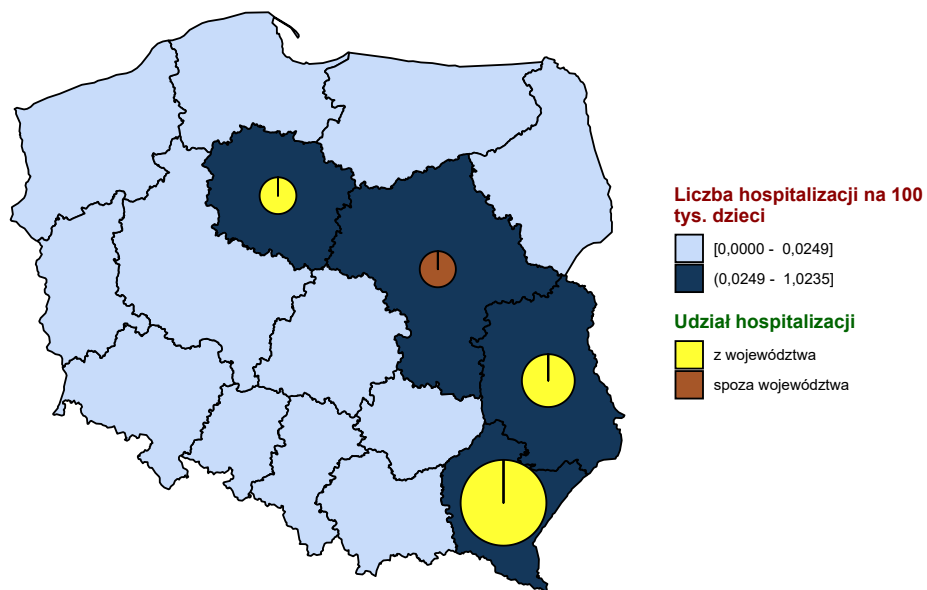 Liczba hospitalizacji na 100
tys. dzieci
[0,0000 - 0,0249]
(0,0249 - 1,0235]
Udział hospitalizacji
z województwa
spoza województwa